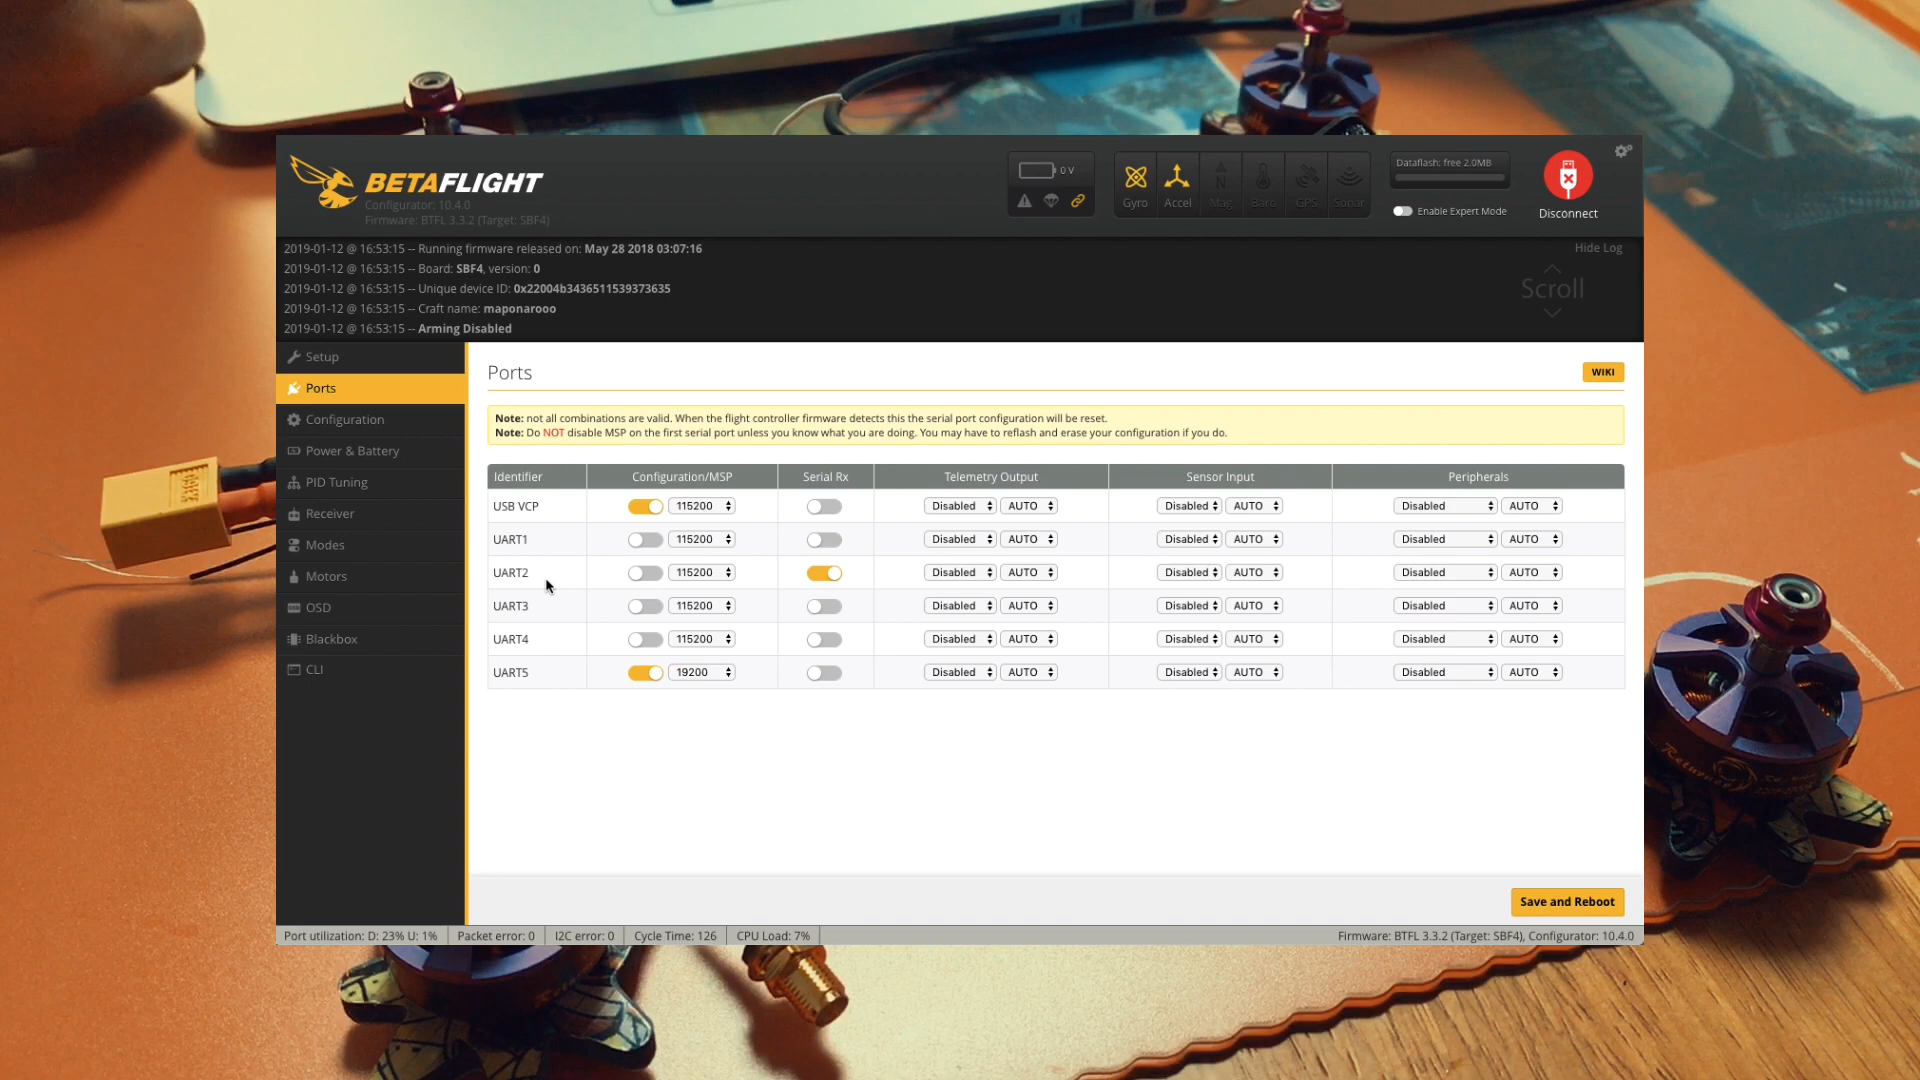 BETAFLIGHT
Configurator: 10.4.0
Firmware: BTFL 3.3.2 (Target: SBF4)
0 V
Gyro Accel Mag Baro GPS Sonar
Dataflash: free 2.0MB
Enable Expert Mode
Disconnect
2019-01-12 @ 16:53:15 -- Running firmware released on: May 28 2018 03:07:16
2019-01-12 @ 16:53:15 -- Board: SBF4, version: 0
2019-01-12 @ 16:53:15 -- Unique device ID: 0x22004b3436511539373635
2019-01-12 @ 16:53:15 -- Craft name: maponarooo
2019-01-12 @ 16:53:15 -- Arming Disabled
Hide Log
Scroll
Setup
Ports
Configuration
Power & Battery
PID Tuning
Receiver
Modes
Motors
OSD
Blackbox
CLI
Ports
WIKI
Note: not all combinations are valid. When the flight controller firmware detects this the serial port configuration will be reset.
Note: Do NOT disable MSP on the first serial port unless you know what you are doing. You may have to reflash and erase your configuration if you do.
Identifier Configuration/MSP Serial Rx Telemetry Output Sensor Input Peripherals
USB VCP 115200 Disabled AUTO Disabled AUTO Disabled AUTO
UART1 115200 Disabled AUTO Disabled AUTO Disabled AUTO
UART2 115200 Disabled AUTO Disabled AUTO Disabled AUTO
UART3 115200 Disabled AUTO Disabled AUTO Disabled AUTO
UART4 115200 Disabled AUTO Disabled AUTO Disabled AUTO
UART5 19200 Disabled AUTO Disabled AUTO Disabled AUTO
Save and Reboot
Port utilization: D: 23% U: 1% Packet error: 0 I2C error: 0 Cycle Time: 126 CPU Load: 7%
Firmware: BTFL 3.3.2 (Target: SBF4), Configurator: 10.4.0